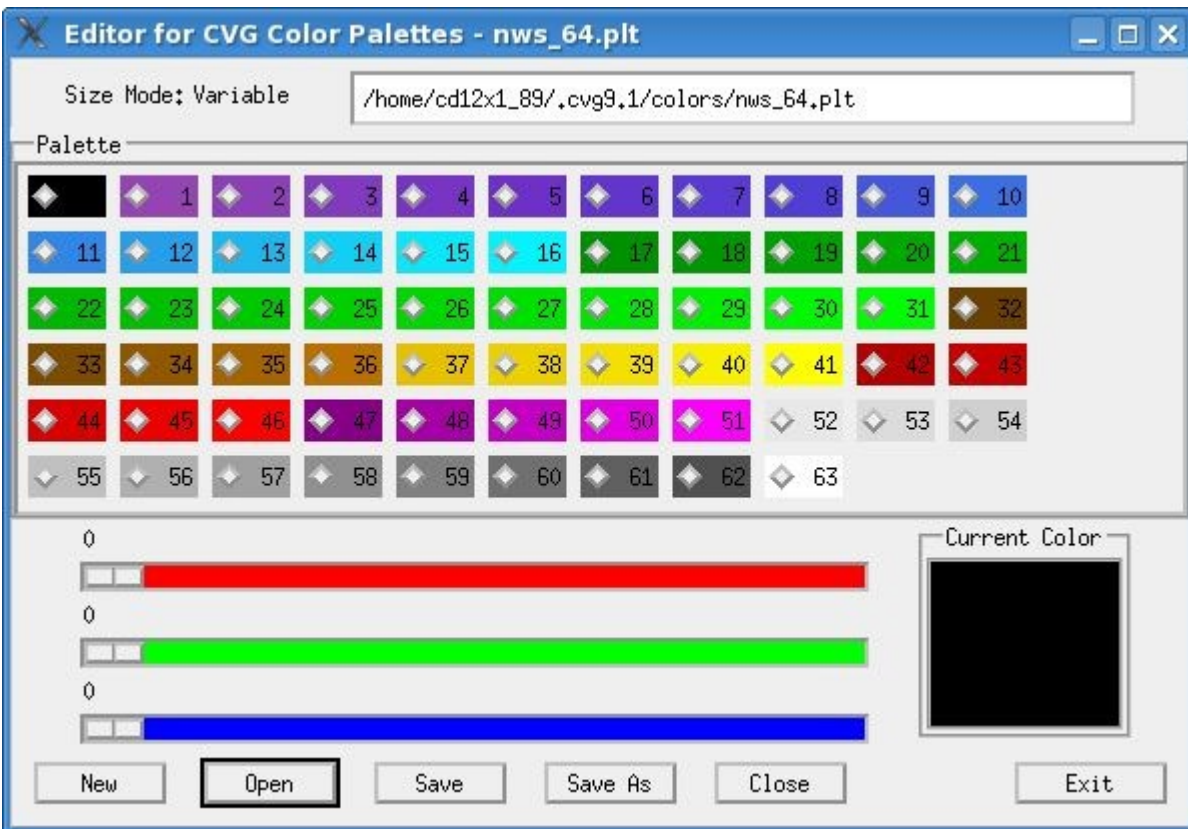 Editor for CVG Color Palettes - nws_64.plt
Size Mode: Variable /home/cd12x1_89/.cvg9.1/colors/nws_64.plt
Palette
1 2 3 4 5 6 7 8 9 10
11 12 13 14 15 16 17 18 19 20 21
22 23 24 25 26 27 28 29 30 31 32
33 34 35 36 37 38 39 40 41 42 43
44 45 46 47 48 49 50 51 52 53 54
55 56 57 58 59 60 61 62 63
0 Current Color
0
0
New Open Save Save As Close Exit